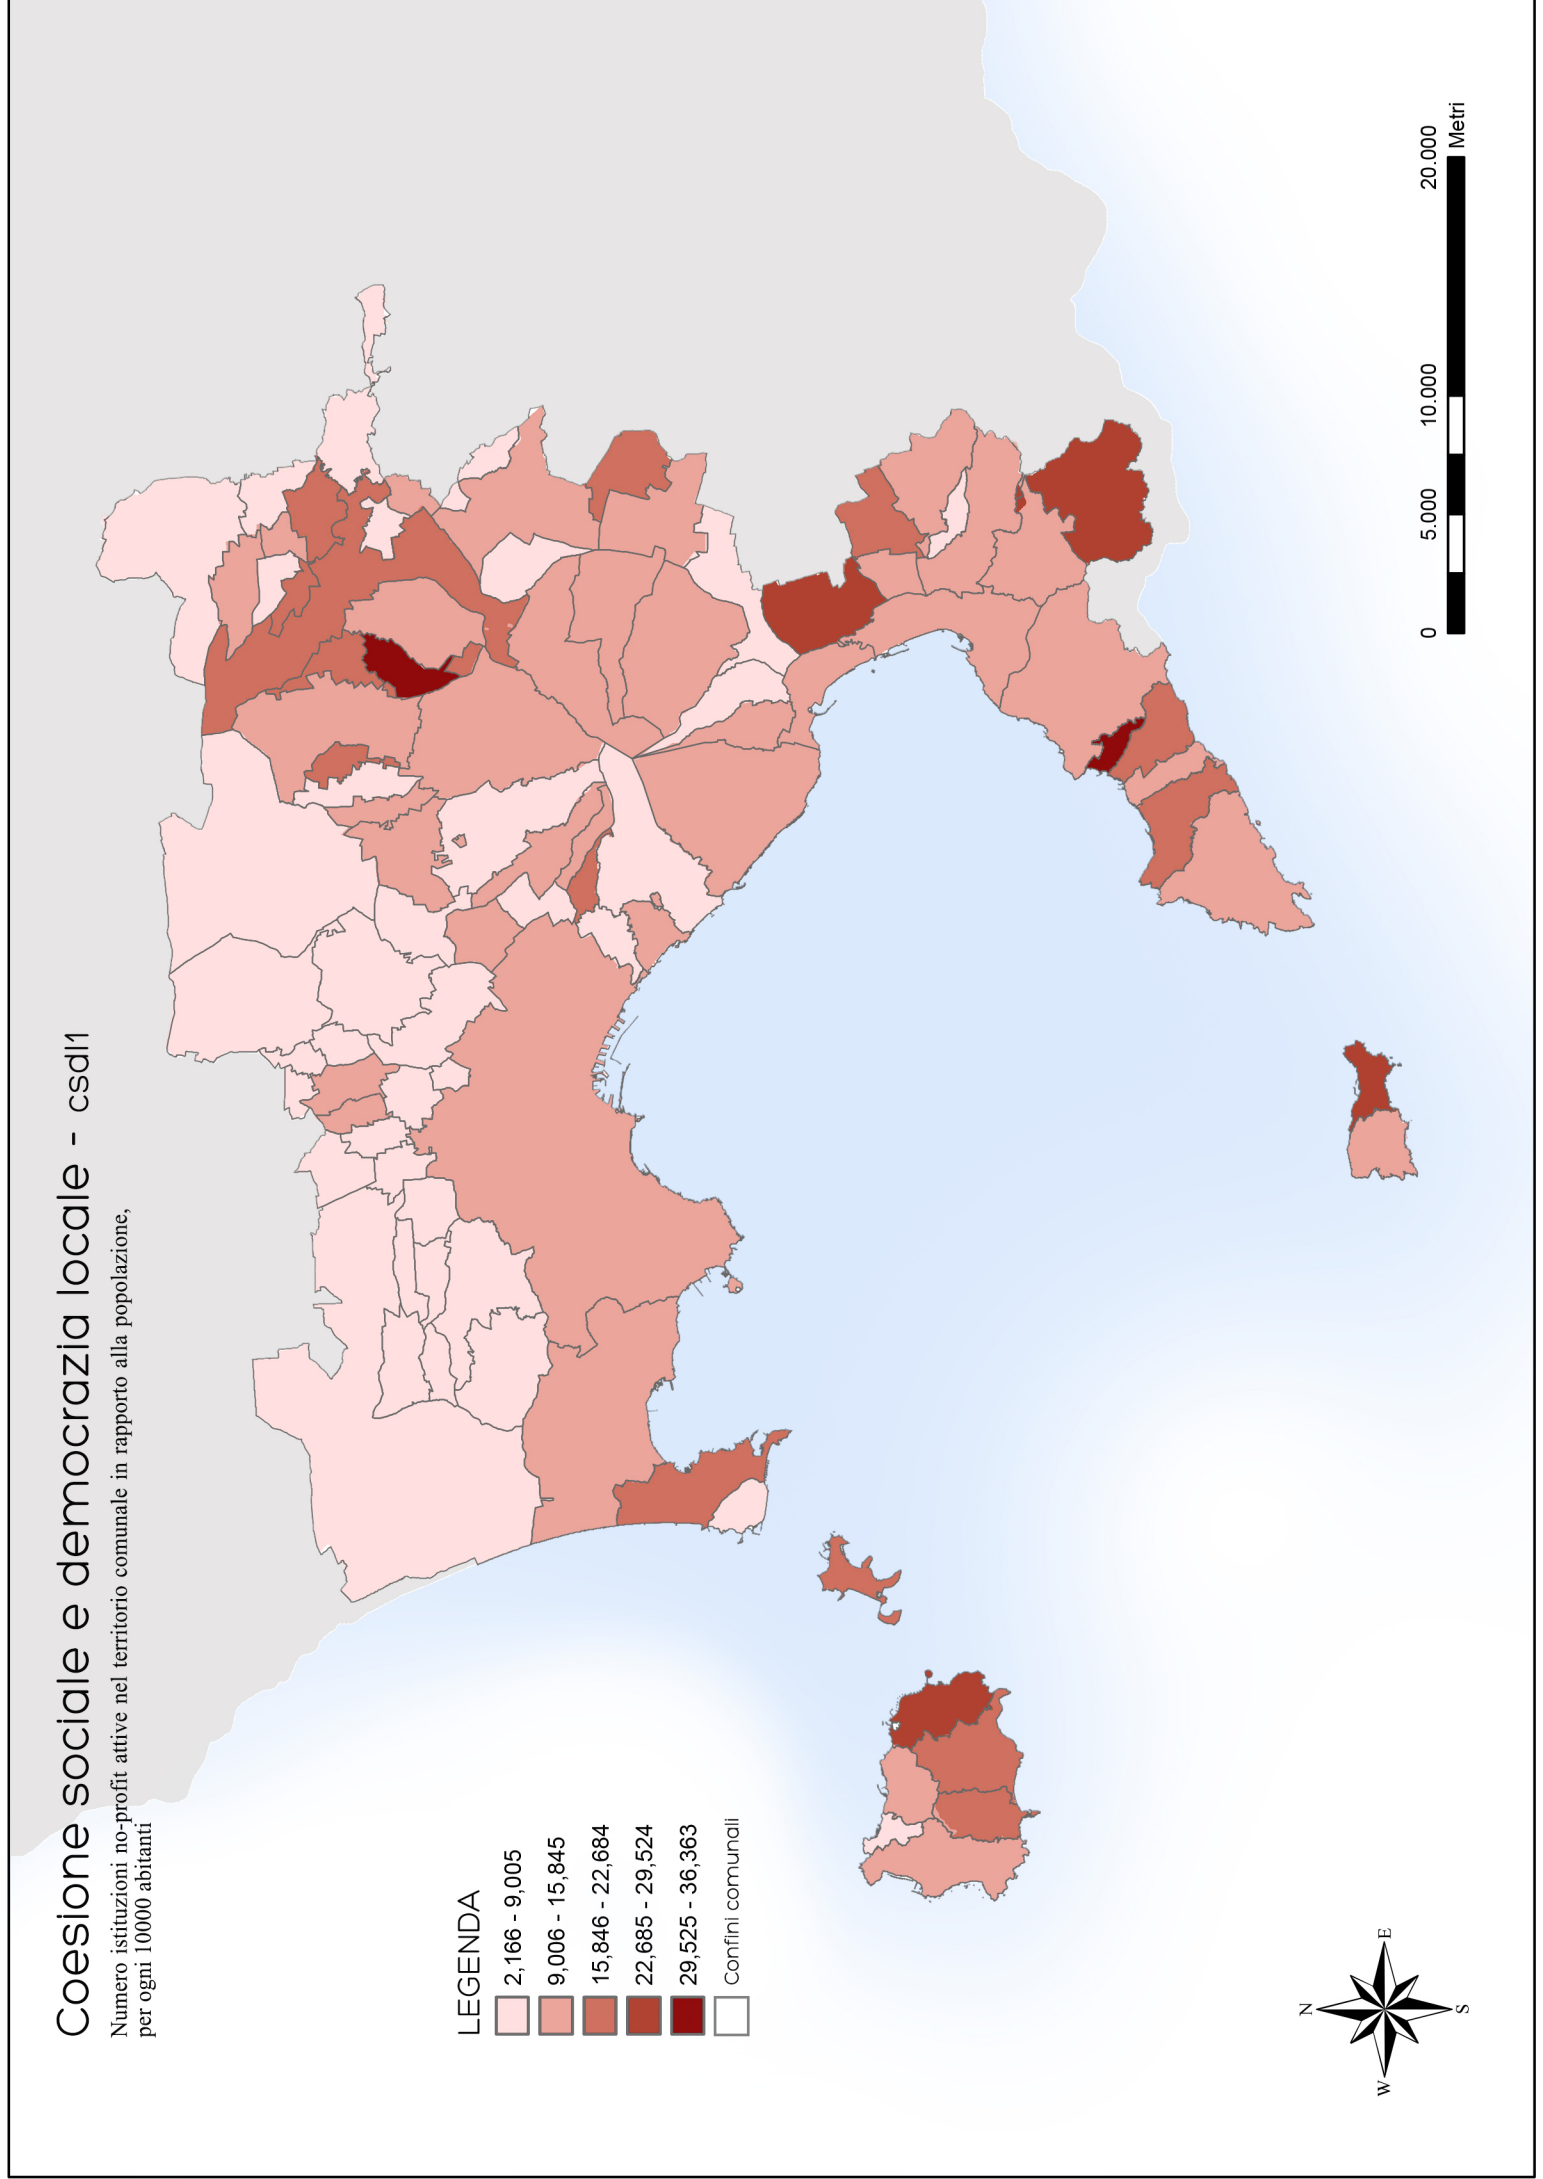 Coesione sociale e democrazia locale - csdl1
Numero istituzioni no-profit attive nel territorio comunale in rapporto alla popolazione,
per ogni 10000 abitanti
LEGENDA
2,166 - 9,005
9,006 - 15,845
15,846 - 22,684
22,685 - 29,524
29,525 - 36,363
Confini comunali
N
W
E
S
0
5.000
10.000
20.000
Metri